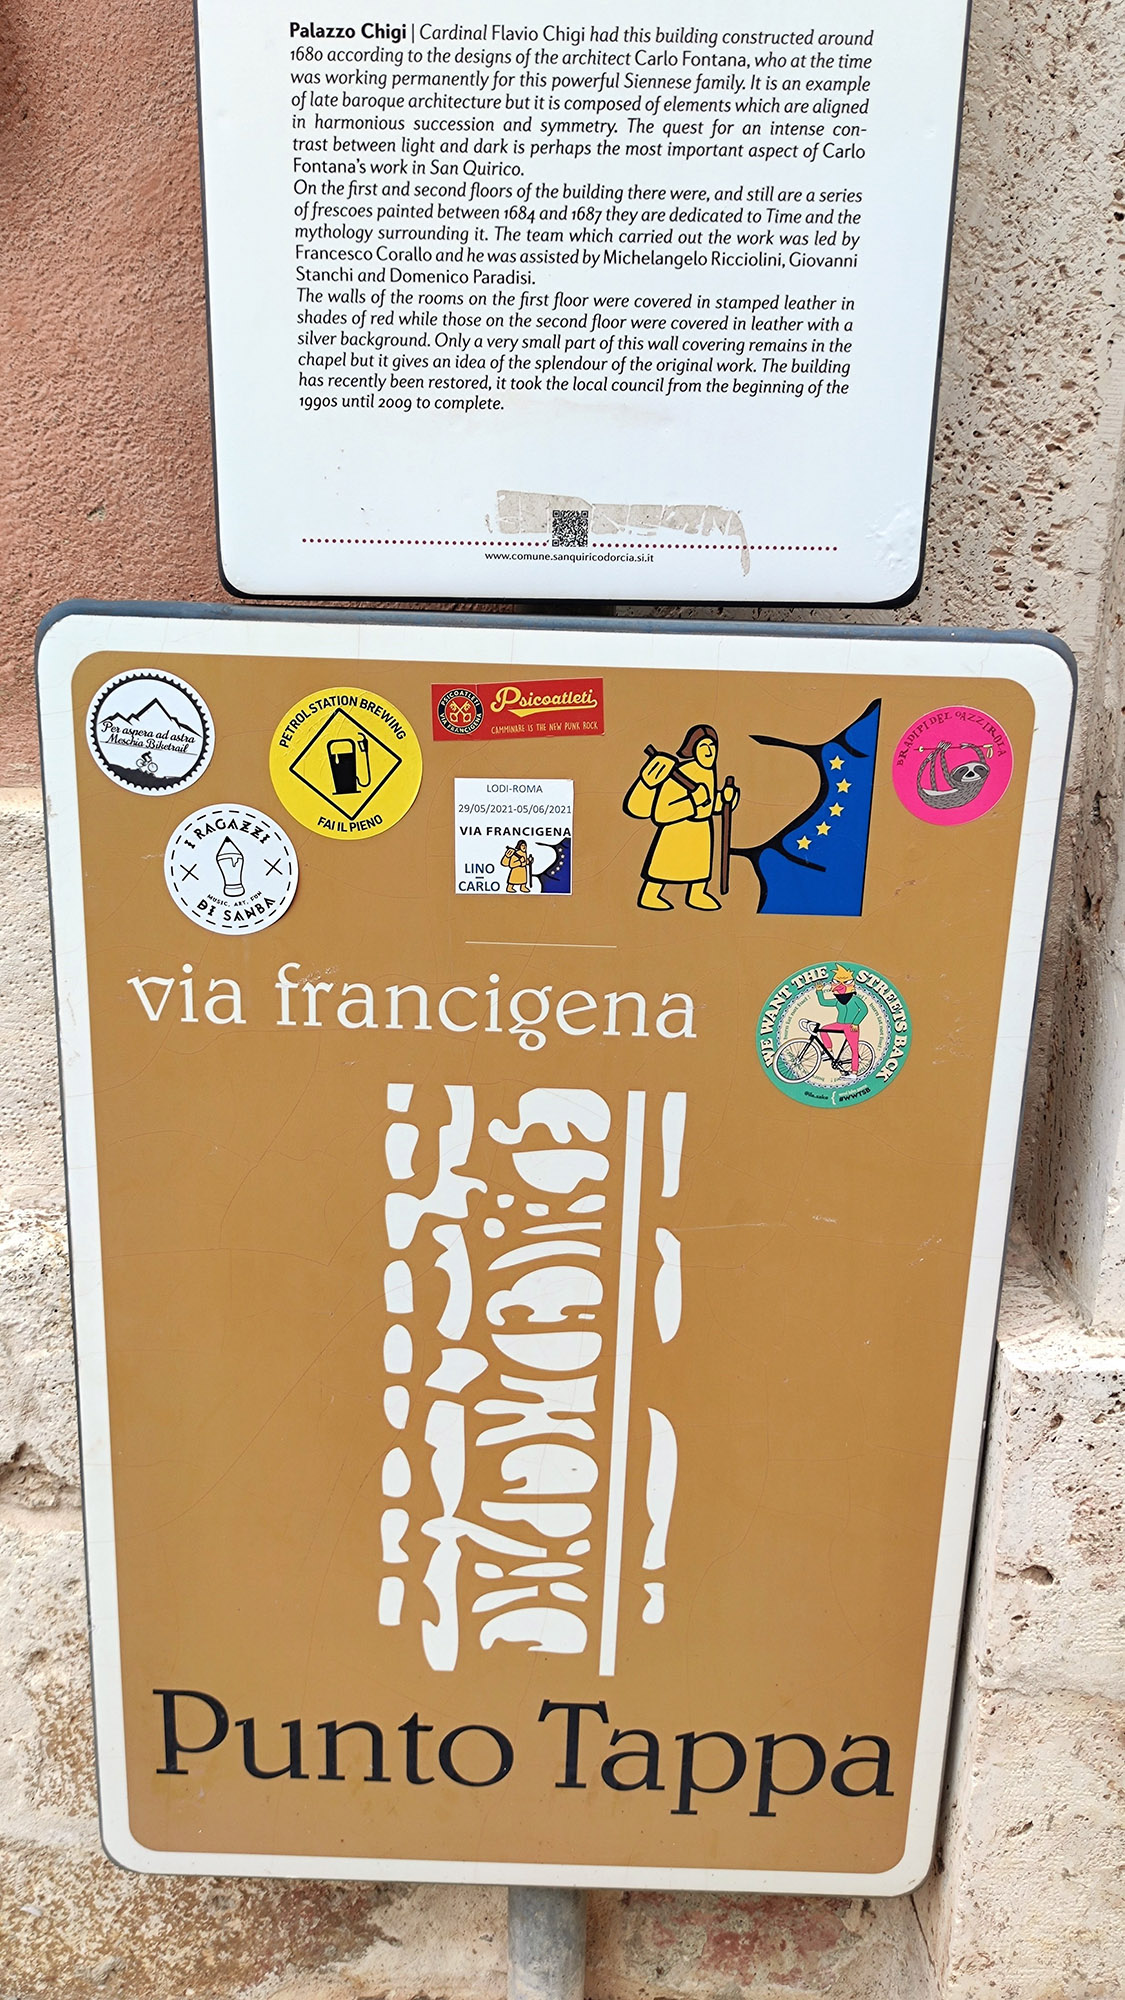 Palazzo Chigi | Cardinal Flavio Chigi had this building constructed around
1680 according to the designs of the architect Carlo Fontana, who at the time
was working permanently for this powerful Siennese family. It is an example
of late baroque architecture but it is composed of elements which are aligned
in harmonious succession and symmetry. The quest for an intense con-
trast between light and dark is perhaps the most important aspect of Carlo
Fontana's work in San Quirico.
On the first and second floors of the building there were, and still are a series
of frescoes painted between 1684 and 1687 they are dedicated to Time and the
mythology surrounding it. The team which carried out the work was led by
Francesco Corallo and he was assisted by Michelangelo Ricciolini, Giovanni
Stanchi and Domenico Paradisi.
The walls of the rooms on the first floor were covered in stamped leather in
shades of red while those on the second floor were covered in leather with a
silver background. Only a very small part of this wall covering remains in the
chapel but it gives an idea of the splendour of the original work. The building
has recently been restored, it took the local council from the beginning of the
1990s until 2009 to complete.
www.comune.sanquiricodorcia.si.it
Per aspera ad astra
Meschia Biketrail
PETROL STATION BREWING
FAI IL PIENO
PSICOATLETI
VIA FRANCIGENA
Psicoatleti
CAMMINARE IS THE NEW PUNK ROCK
BRADIPI DEL CAZZIROLA
I RAGAZZI
MUSIC, ART, FUN
DI SANBA
LODI-ROMA
29/05/2021-05/06/2021
VIA FRANCIGENA
LINO
–
CARLO
via francigena
WE WANT THE STREETS BACK
#WWTSB
Punto Tappa